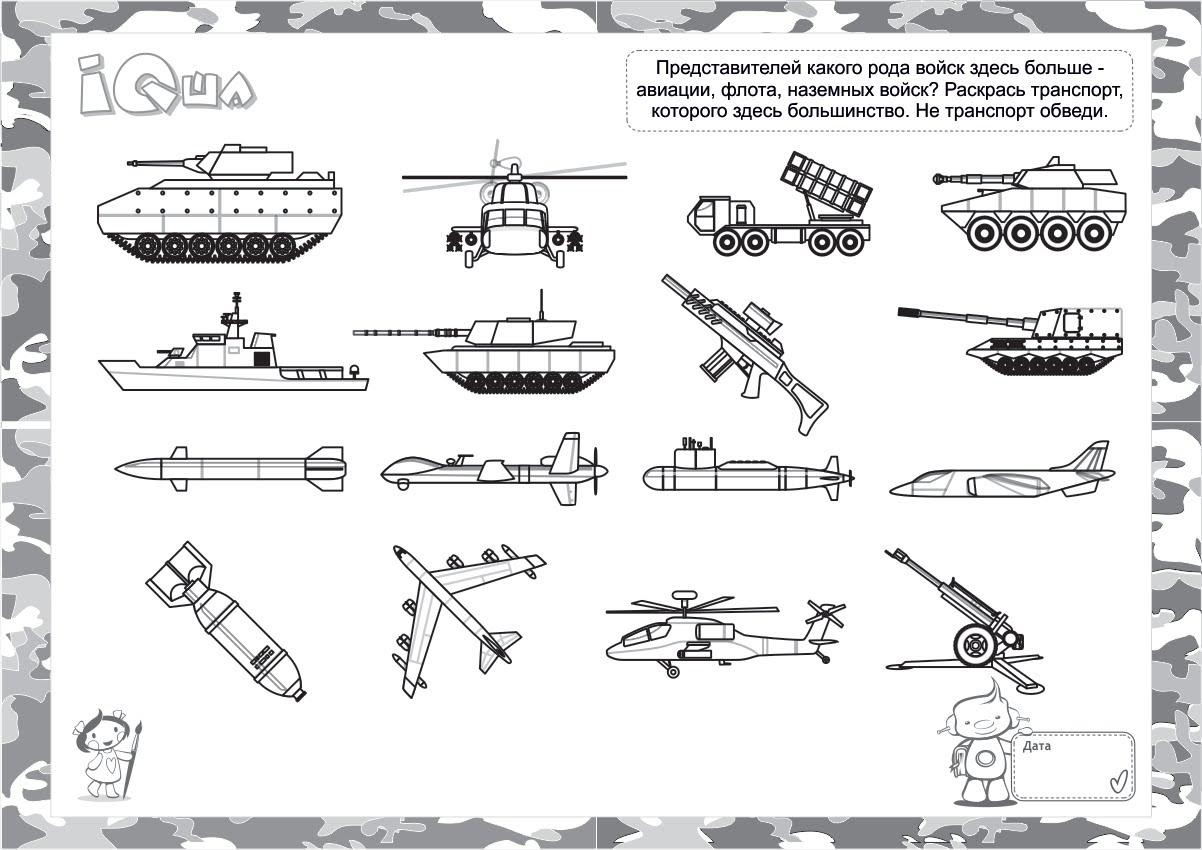 iQша
Представителей какого рода войск здесь больше -
авиации, флота, наземных войск? Раскрась транспорт,
которого здесь большинство. Не транспорт обведи.
Дата